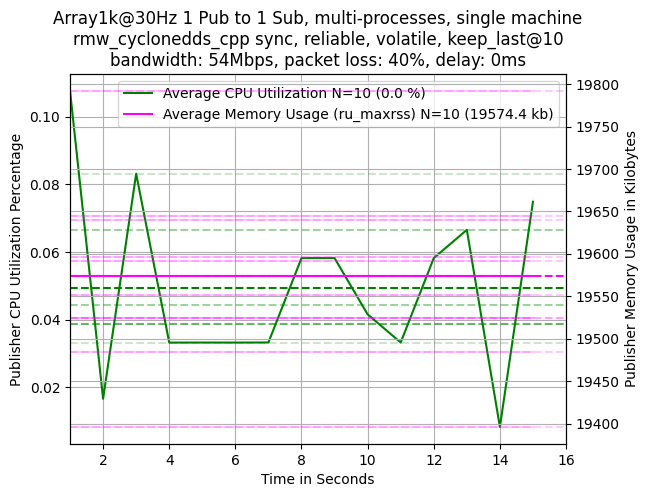 Array1k@30Hz 1 Pub to 1 Sub, multi-processes, single machine
rmw_cyclonedds_cpp sync, reliable, volatile, keep_last@10
bandwidth: 54Mbps, packet loss: 40%, delay: 0ms
Average CPU Utilization N=10 (0.0 %)
Average Memory Usage (ru_maxrss) N=10 (19574.4 kb)
Publisher CPU Utilization Percentage
0.10
0.08
0.06
0.04
0.02
19800
19750
19700
19650
19600
19550
19500
19450
19400
Publisher Memory Usage in Kilobytes
2 4 6 8 10 12 14 16
Time in Seconds